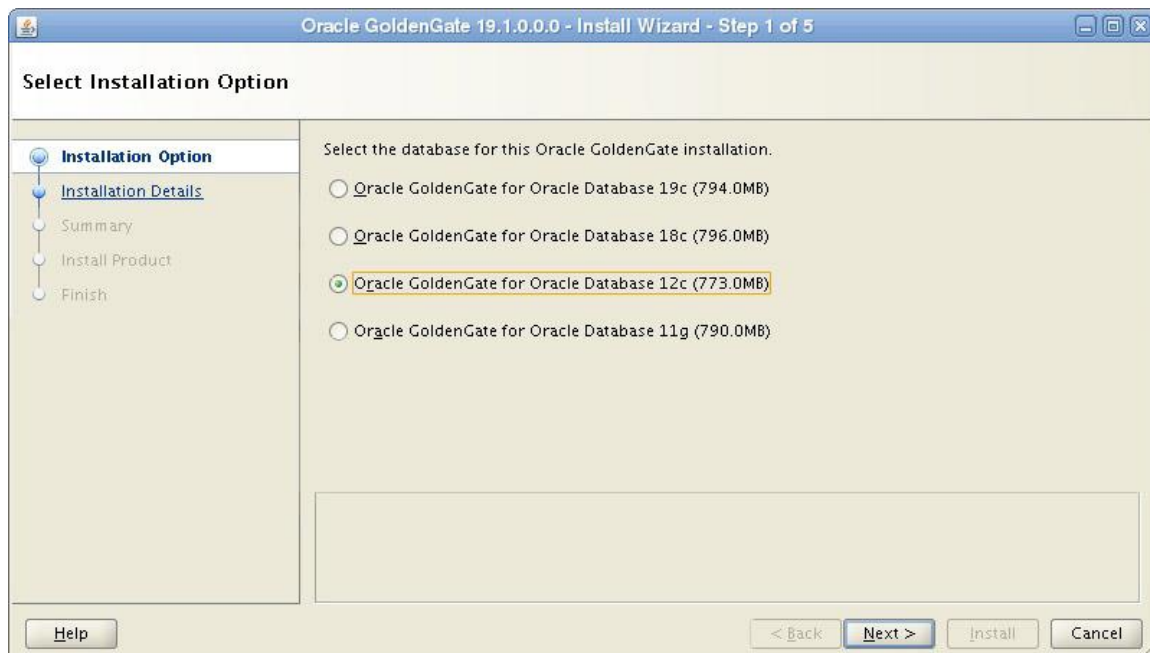 Oracle GoldenGate 19.1.0.0.0 - Install Wizard - Step 1 of 5
Select Installation Option
Installation Option
Installation Details
Summary
Install Product
Finish
Select the database for this Oracle GoldenGate installation.
Oracle GoldenGate for Oracle Database 19c (794.0MB)
Oracle GoldenGate for Oracle Database 18c (796.0MB)
Oracle GoldenGate for Oracle Database 12c (773.0MB)
Oracle GoldenGate for Oracle Database 11g (790.0MB)
Help
< Back
Next >
Install
Cancel